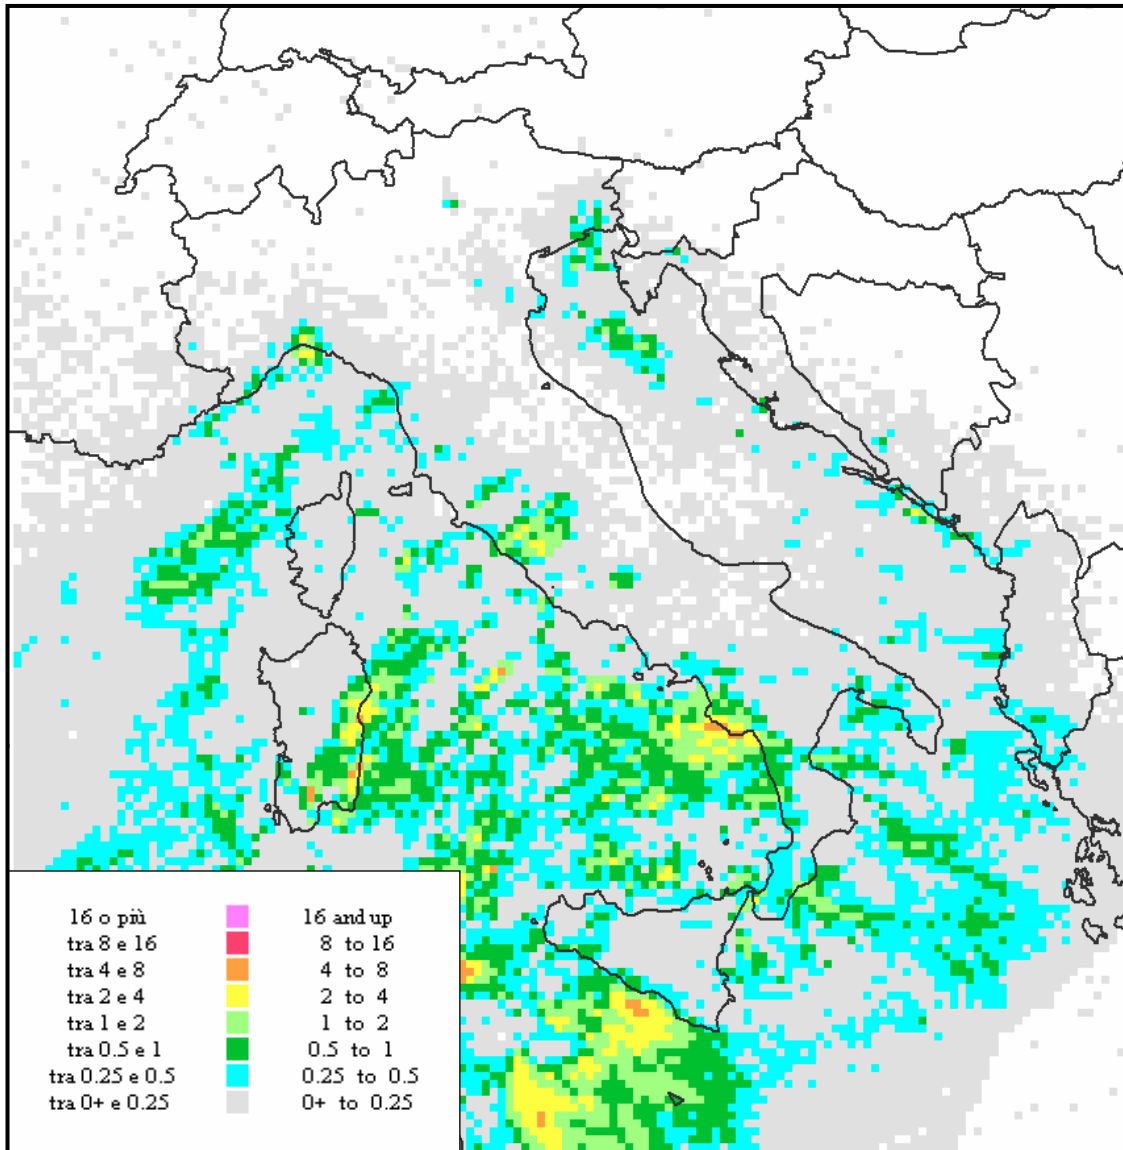 16 o più 16 and up
tra 8 e 16 8 to 16
tra 4 e 8 4 to 8
tra 2 e 4 2 to 4
tra 1 e 2 1 to 2
tra 0.5 e 1 0.5 to 1
tra 0.25 e 0.5 0.25 to 0.5
tra 0+ e 0.25 0+ to 0.25